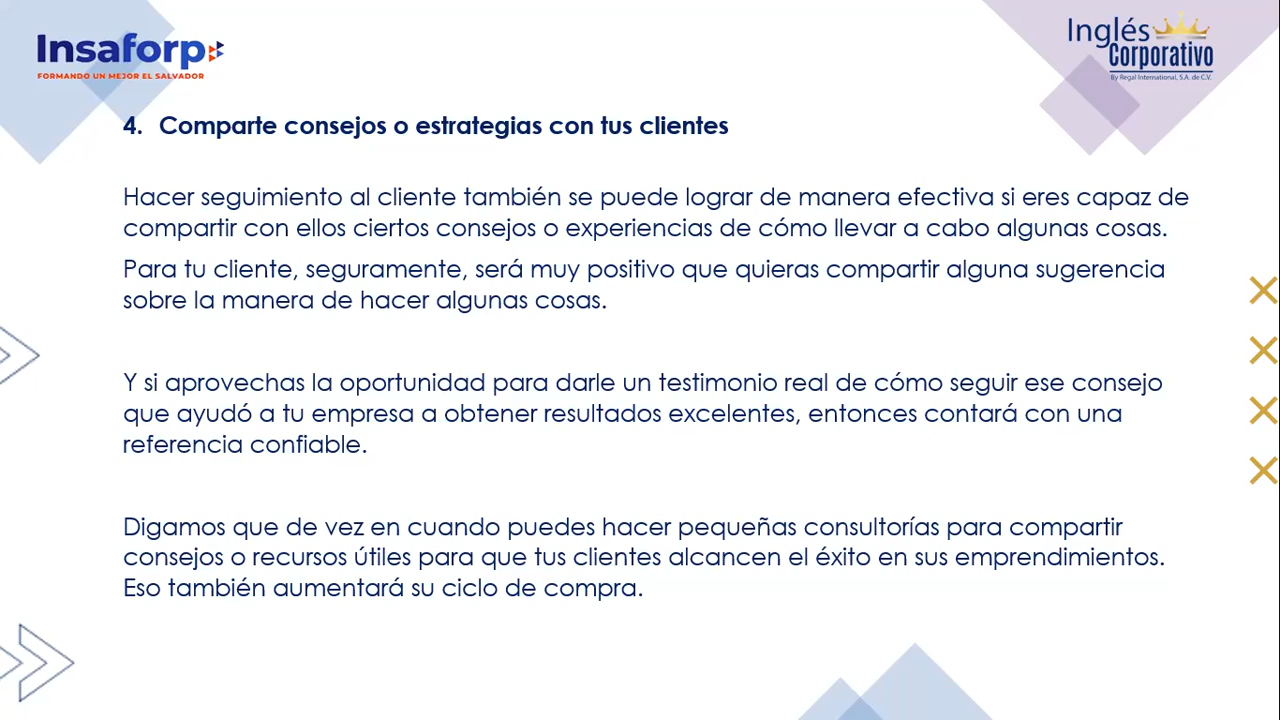 Insaforp
FORMANDO UN MEJOR EL SALVADOR
Inglés
Corporativo
By Regal International, S.A. de C.V.
4. Comparte consejos o estrategias con tus clientes
Hacer seguimiento al cliente también se puede lograr de manera efectiva si eres capaz de
compartir con ellos ciertos consejos o experiencias de cómo llevar a cabo algunas cosas.
Para tu cliente, seguramente, será muy positivo que quieras compartir alguna sugerencia
sobre la manera de hacer algunas cosas.
Y si aprovechas la oportunidad para darle un testimonio real de cómo seguir ese consejo
que ayudó a tu empresa a obtener resultados excelentes, entonces contará con una
referencia confiable.
Digamos que de vez en cuando puedes hacer pequeñas consultorías para compartir
consejos o recursos útiles para que tus clientes alcancen el éxito en sus emprendimientos.
Eso también aumentará su ciclo de compra.